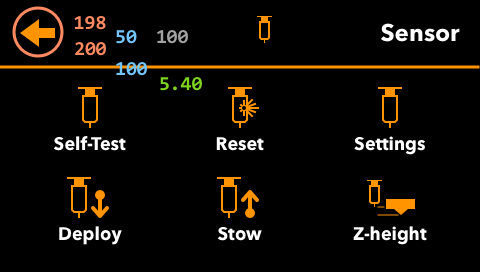 198 50 100 Sensor
200
100
5.40
Self-Test Reset Settings
Deploy Stow Z-height